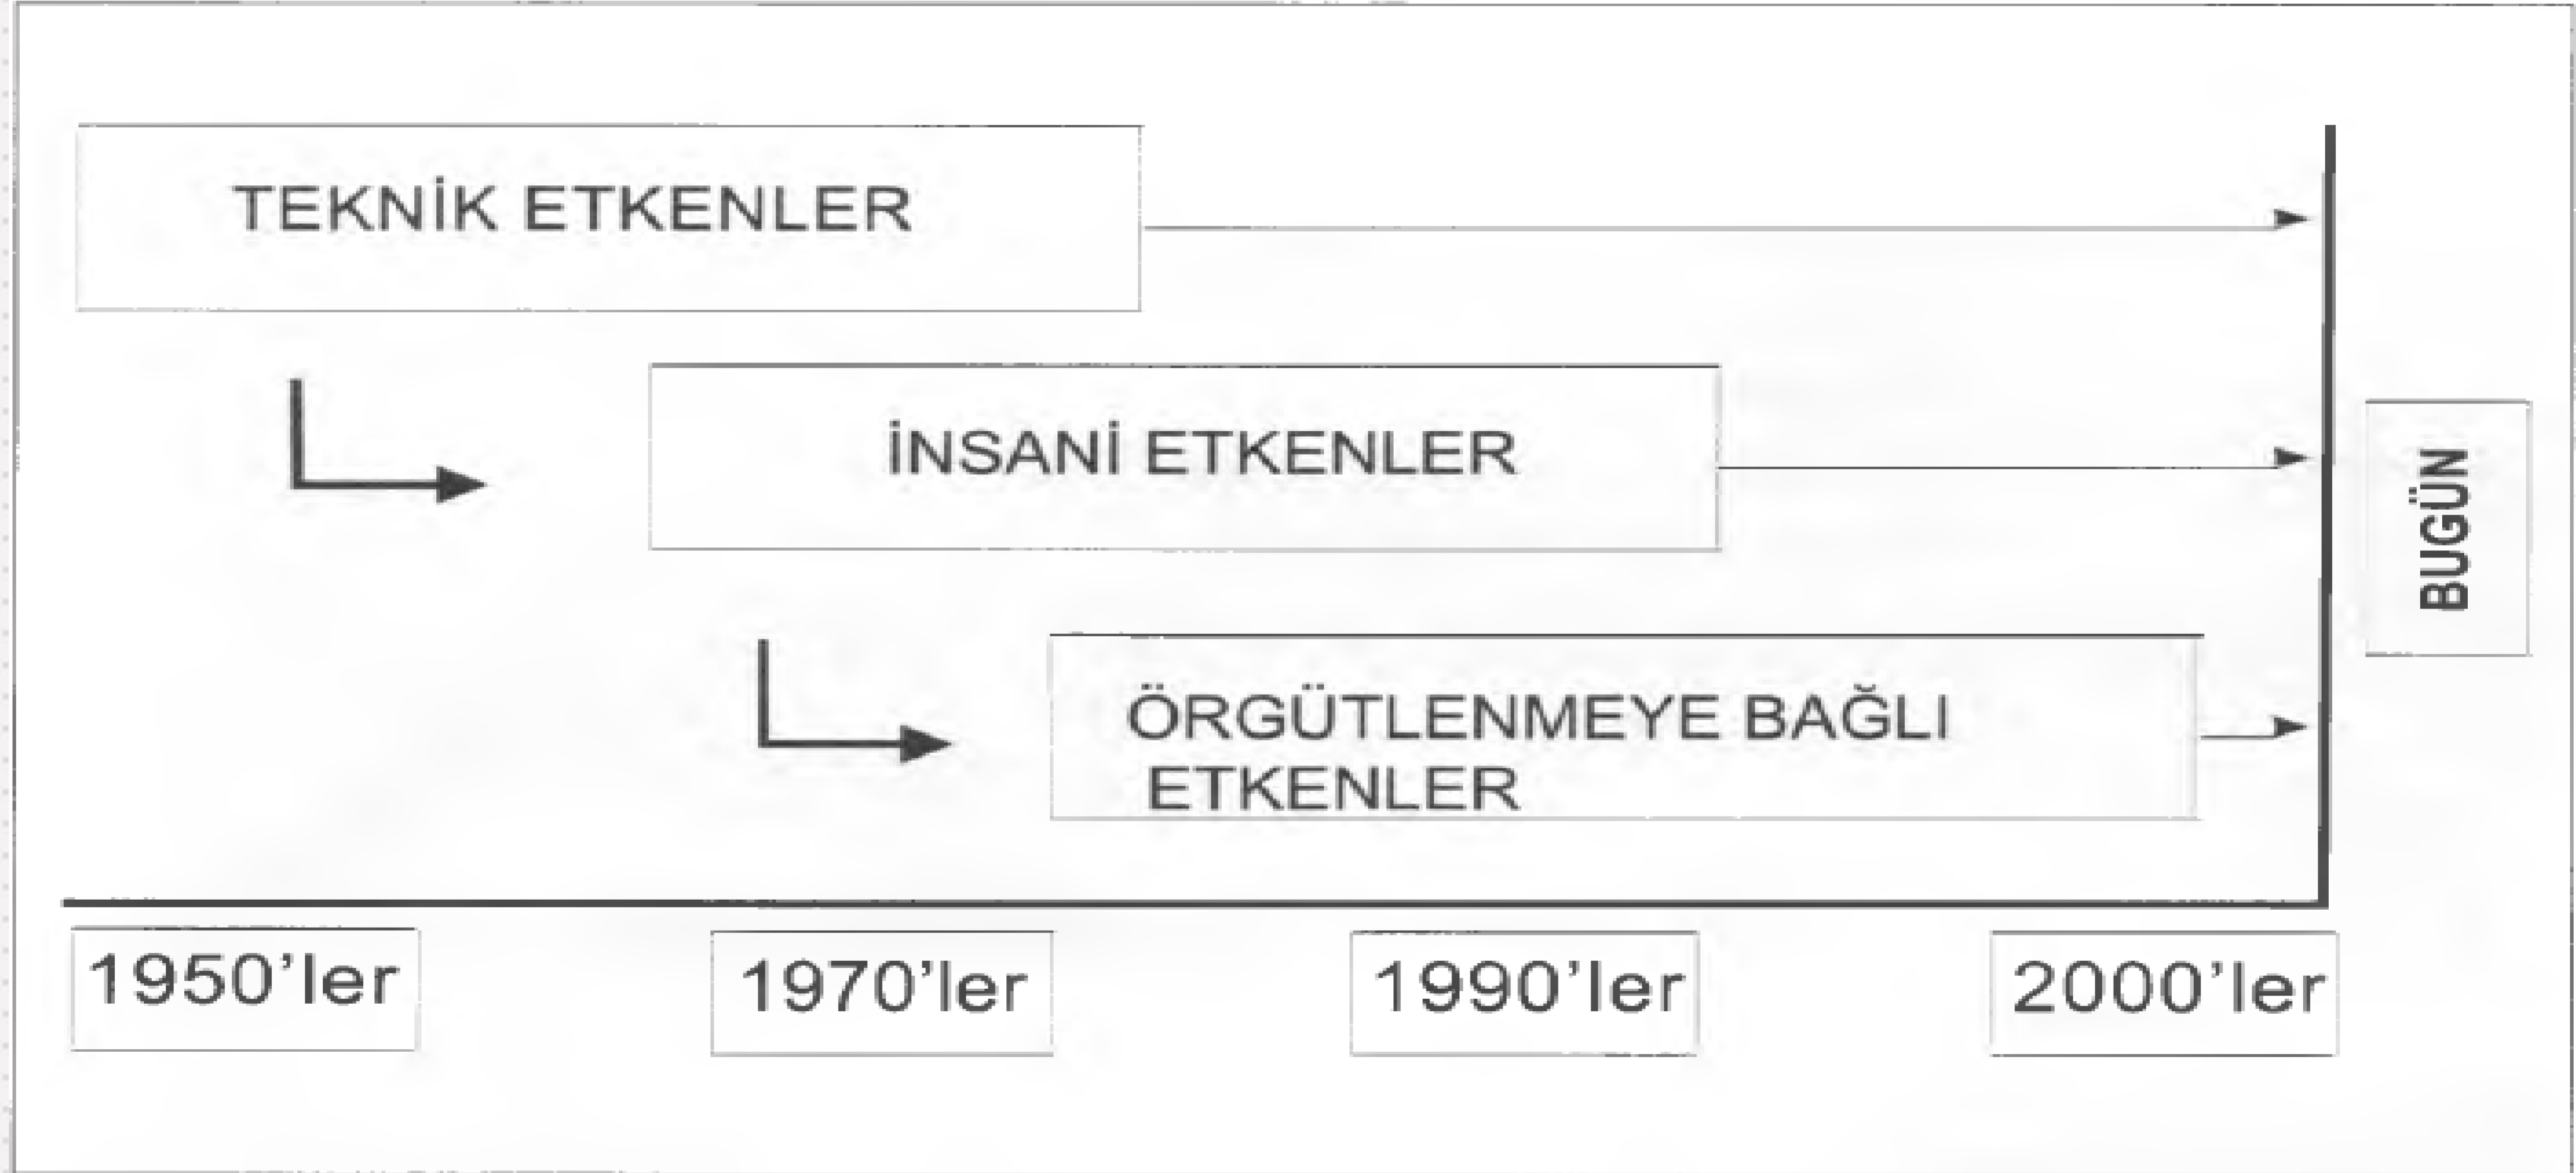 TEKNİK ETKENLER
İNSANİ ETKENLER
BUGÜN
ÖRGÜTLENMEYE BAĞLI
ETKENLER
1950’ler
1970’ler
1990’ler
2000’ler